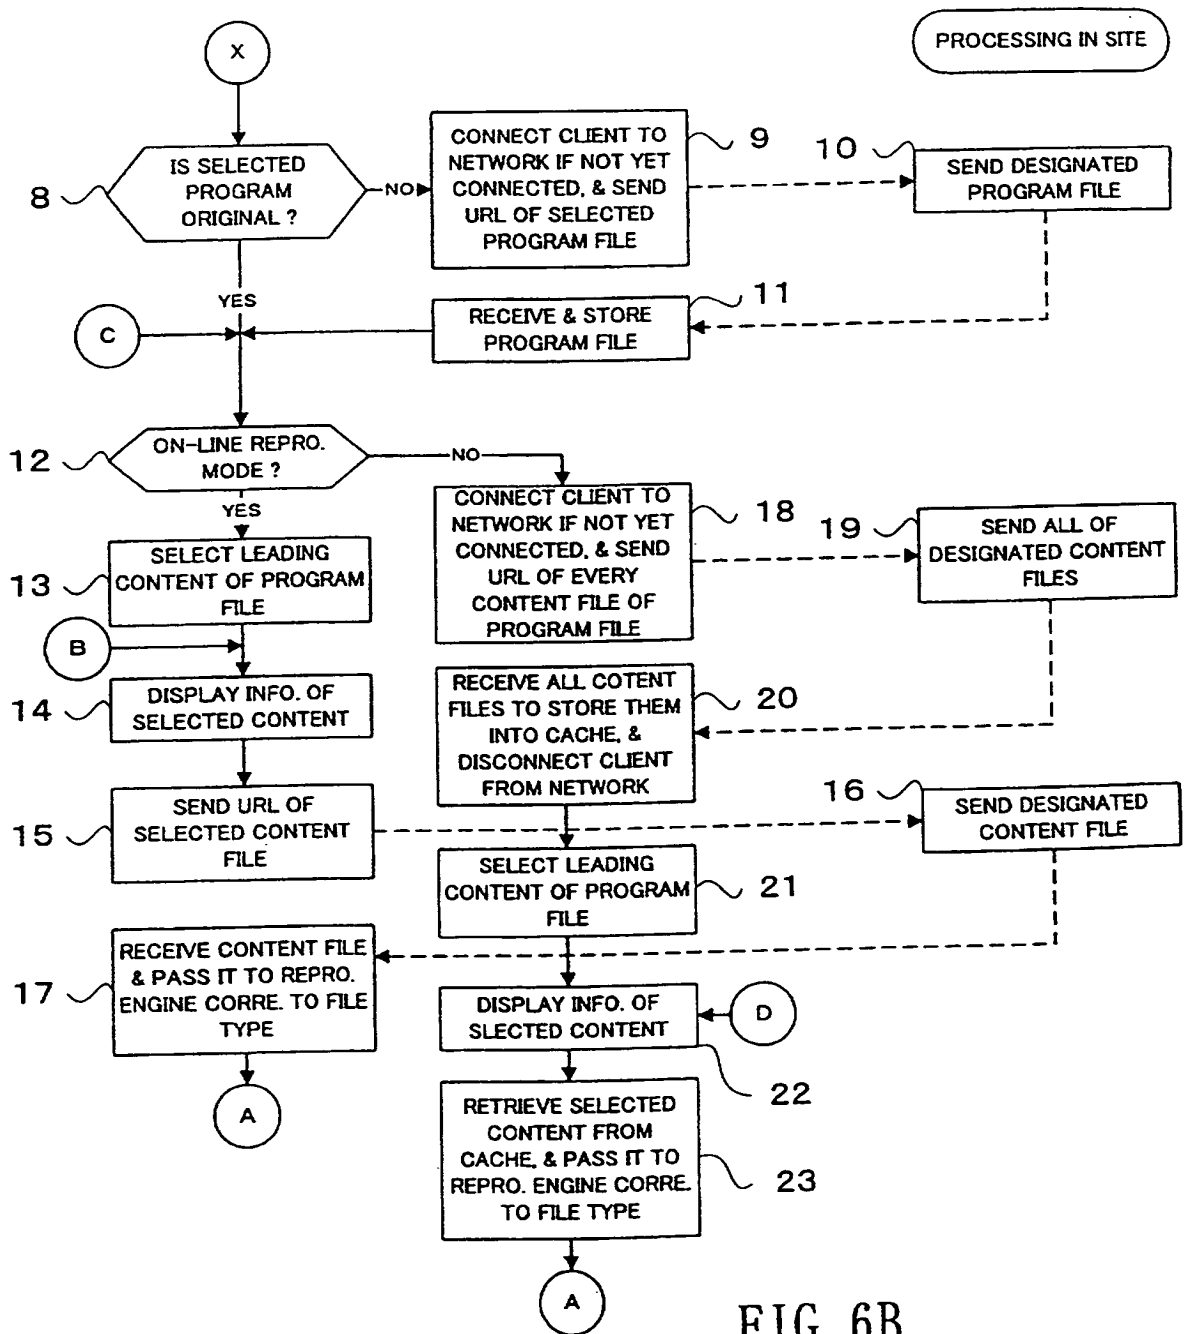 X
PROCESSING IN SITE
8
IS SELECTED
PROGRAM
ORIGINAL ?
NO
YES
CONNECT CLIENT TO
NETWORK IF NOT YET
CONNECTED, & SEND
URL OF SELECTED
PROGRAM FILE
9
10
SEND DESIGNATED
PROGRAM FILE
C
RECEIVE & STORE
PROGRAM FILE
11
12
ON-LINE REPRO.
MODE ?
NO
YES
13
SELECT LEADING
CONTENT OF PROGRAM
FILE
CONNECT CLIENT TO
NETWORK IF NOT YET
CONNECTED, & SEND
URL OF EVERY
CONTENT FILE OF
PROGRAM FILE
18
19
SEND ALL OF
DESIGNATED CONTENT
FILES
B
14
DISPLAY INFO. OF
SELECTED CONTENT
RECEIVE ALL COTENT
FILES TO STORE THEM
INTO CACHE, &
DISCONNECT CLIENT
FROM NETWORK
20
15
SEND URL OF
SELECTED CONTENT
FILE
16
SEND DESIGNATED
CONTENT FILE
SELECT LEADING
CONTENT OF PROGRAM
FILE
21
17
RECEIVE CONTENT FILE
& PASS IT TO REPRO.
ENGINE CORRE. TO FILE
TYPE
DISPLAY INFO. OF
SLECTED CONTENT
D
22
A
RETRIEVE SELECTED
CONTENT FROM
CACHE, & PASS IT TO
REPRO. ENGINE CORRE.
TO FILE TYPE
23
A
FIG. 6B